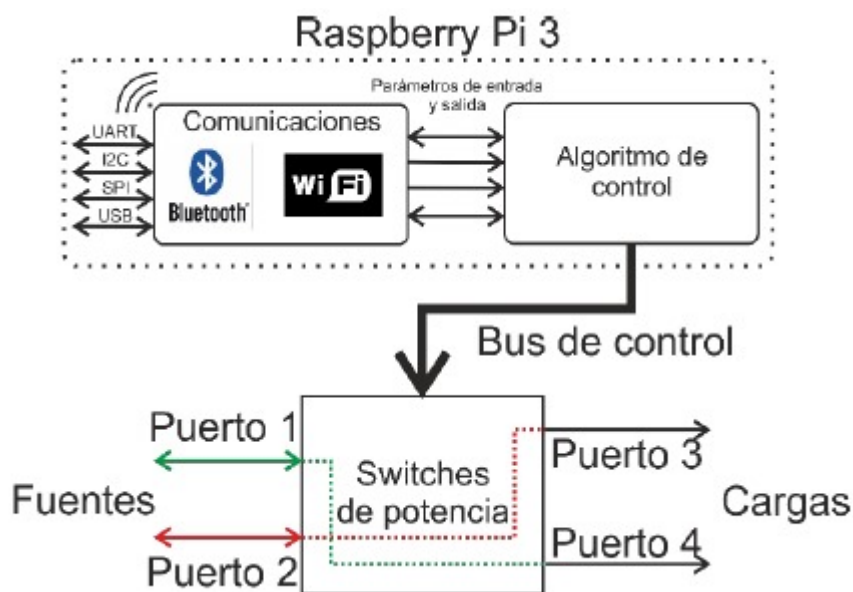 Raspberry Pi 3
Parámetros de entrada
y salida
UART
I2C
SPI
USB
Comunicaciones
Bluetooth
Wi Fi
Algoritmo de
control
Bus de control
Puerto 1
Puerto 2
Fuentes
Switches
de potencia
Puerto 3
Puerto 4
Cargas